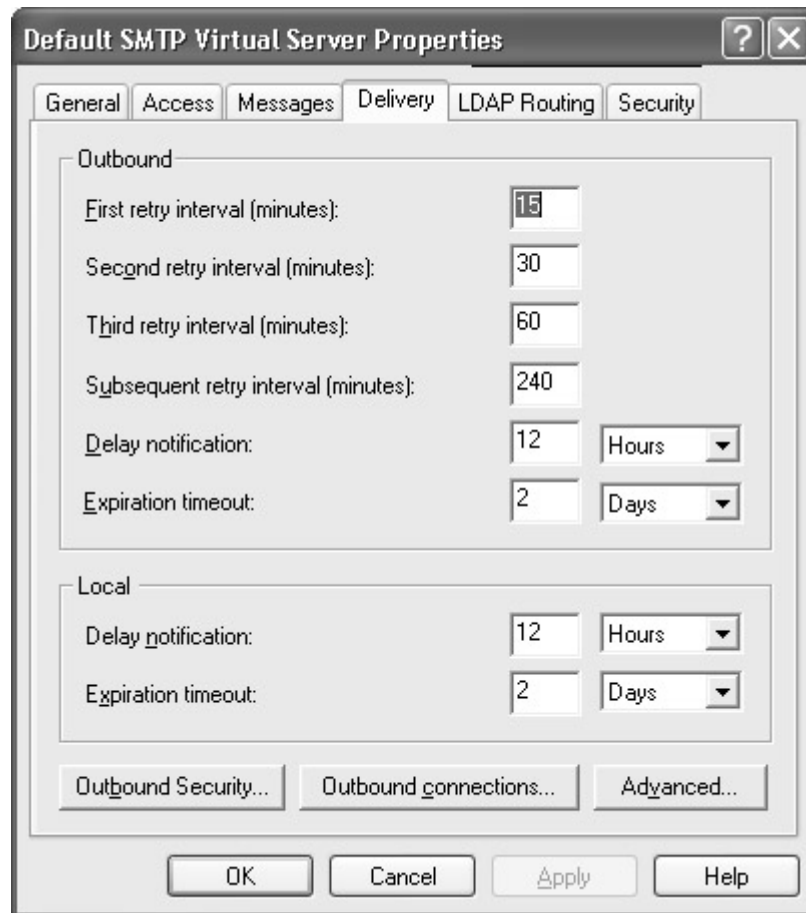 Default SMTP Virtual Server Properties
General Access Messages Delivery LDAP Routing Security
Outbound
First retry interval (minutes): 15
Second retry interval (minutes): 30
Third retry interval (minutes): 60
Subsequent retry interval (minutes): 240
Delay notification: 12 Hours
Expiration timeout: 2 Days
Local
Delay notification: 12 Hours
Expiration timeout: 2 Days
Outbound Security... Outbound connections... Advanced...
OK Cancel Apply Help